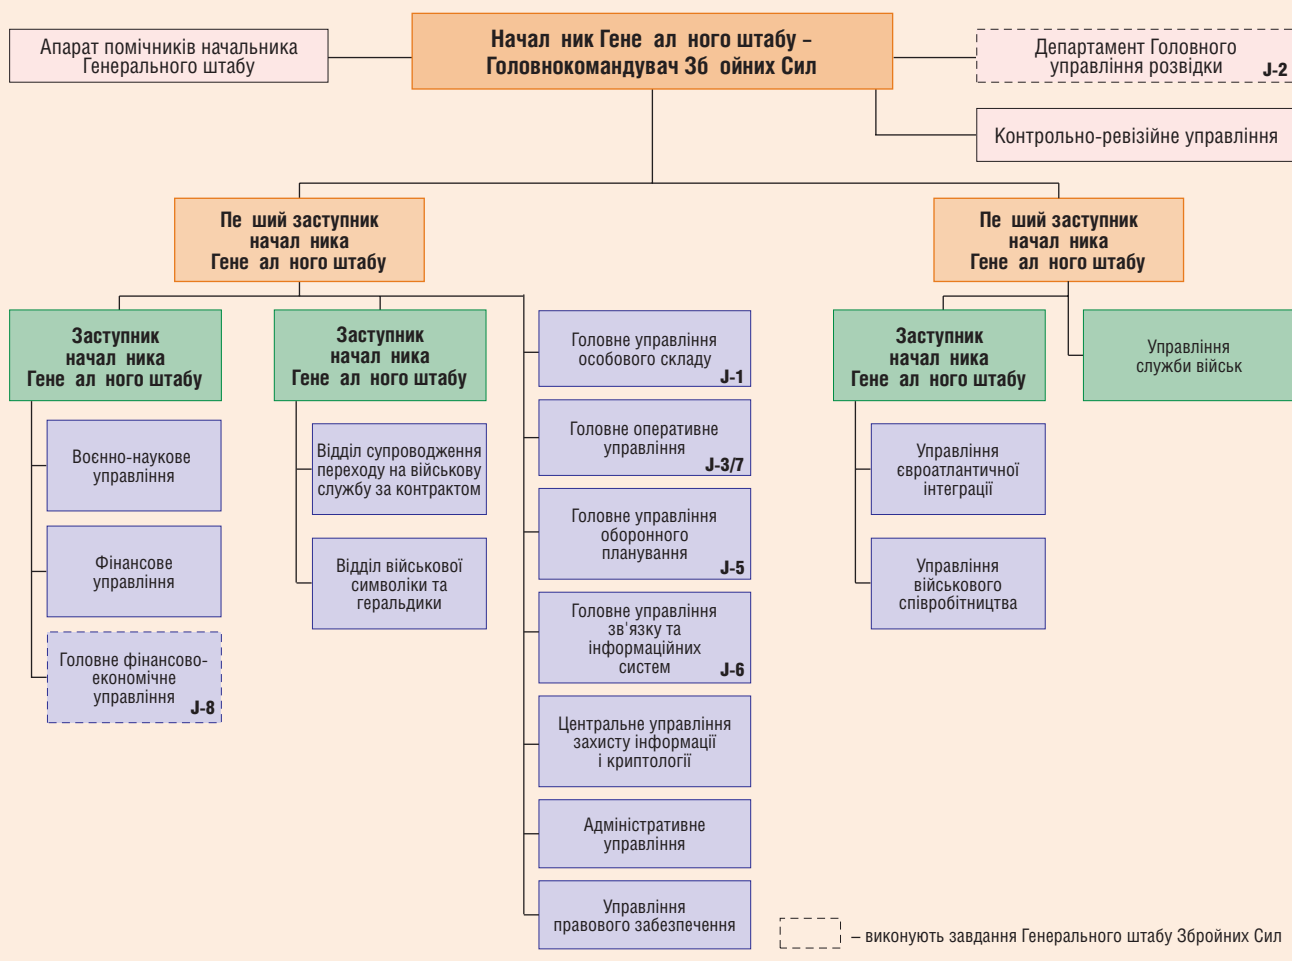 Апарат помічників начальника
Генерального штабу
Начал ник Гене ал ного штабу –
Головнокомандувач Зб ойних Сил
Департамент Головного
управління розвідки
J-2
Контрольно-ревізійне управління
Пе ший заступник
начал ника
Гене ал ного штабу
Пе ший заступник
начал ника
Гене ал ного штабу
Заступник
начал ника
Гене ал ного штабу
Воєнно-наукове
управління
Фінансове
управління
Головне фінансово-
економічне
управління
J-8
Заступник
начал ника
Гене ал ного штабу
Відділ супроводження
переходу на військову
службу за контрактом
Відділ військової
символіки та
геральдики
Головне управління
особового складу
J-1
Головне оперативне
управління
J-3/7
Головне управління
оборонного
планування
J-5
Головне управління
зв'язку та
інформаційних
систем
J-6
Центральне управління
захисту інформації
і криптології
Адміністративне
управління
Управління
правового забезпечення
Заступник
начал ника
Гене ал ного штабу
Управління
євроатлантичної
інтеграції
Управління
військового
співробітництва
Управління
служби військ
– виконують завдання Генерального штабу Збройних Сил